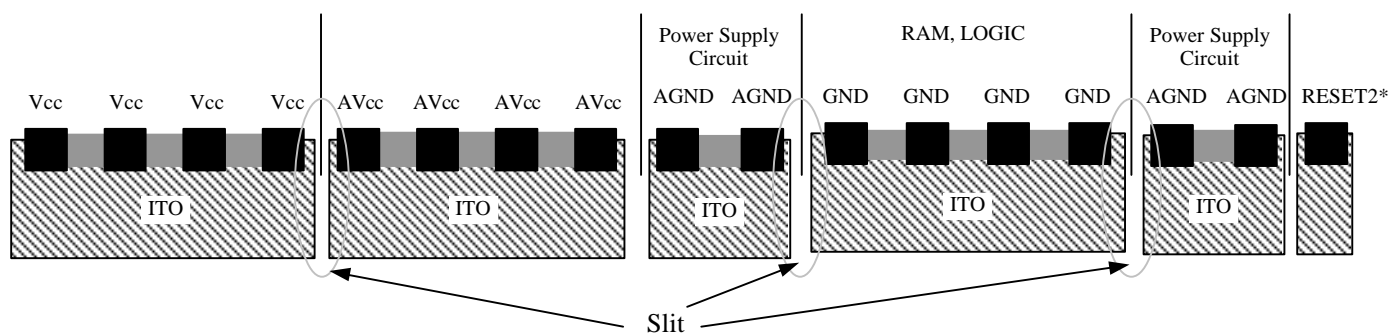 Power Supply
Circuit
RAM, LOGIC
Power Supply
Circuit
Vcc Vcc Vcc Vcc AVcc AVcc AVcc AVcc AGND AGND GND GND GND GND AGND AGND RESET2*
ITO ITO ITO ITO ITO
Slit